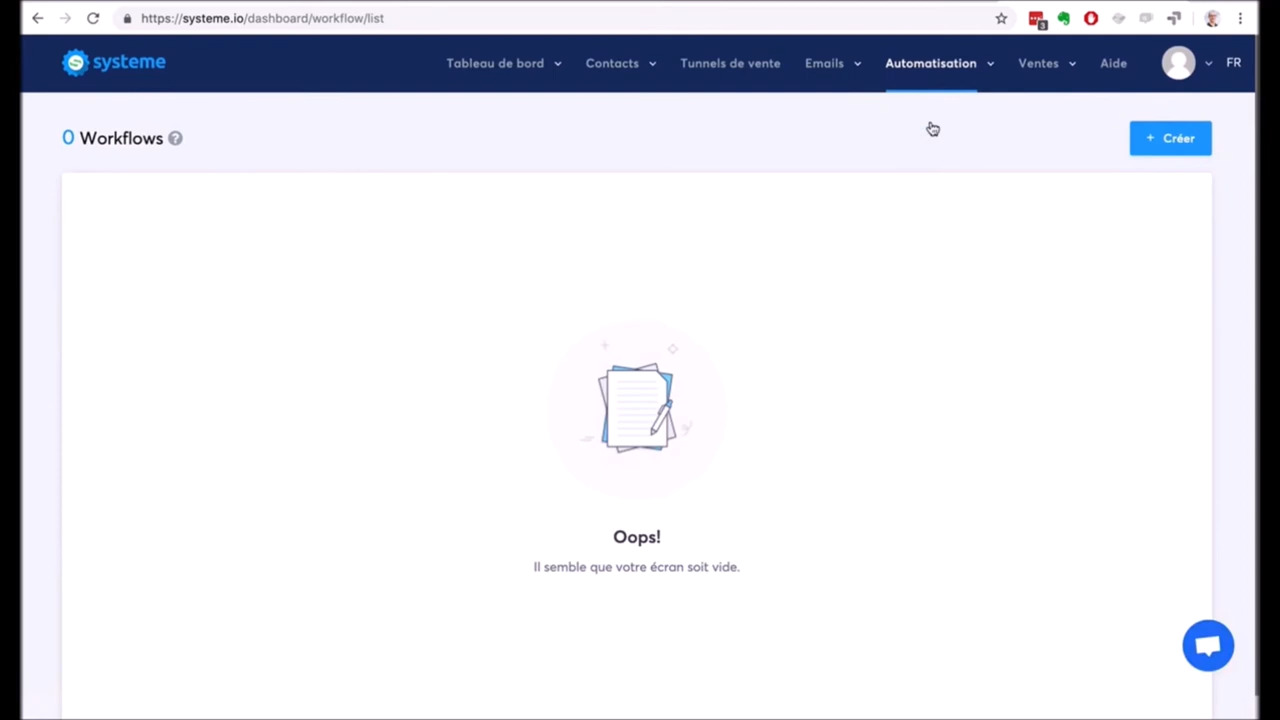 https://systeme.io/dashboard/workflow/list
3
systeme
Tableau de bord Contacts Tunnels de vente Emails Automatisation Ventes Aide FR
0 Workflows ?
+ Créer
Oops!
Il semble que votre écran soit vide.